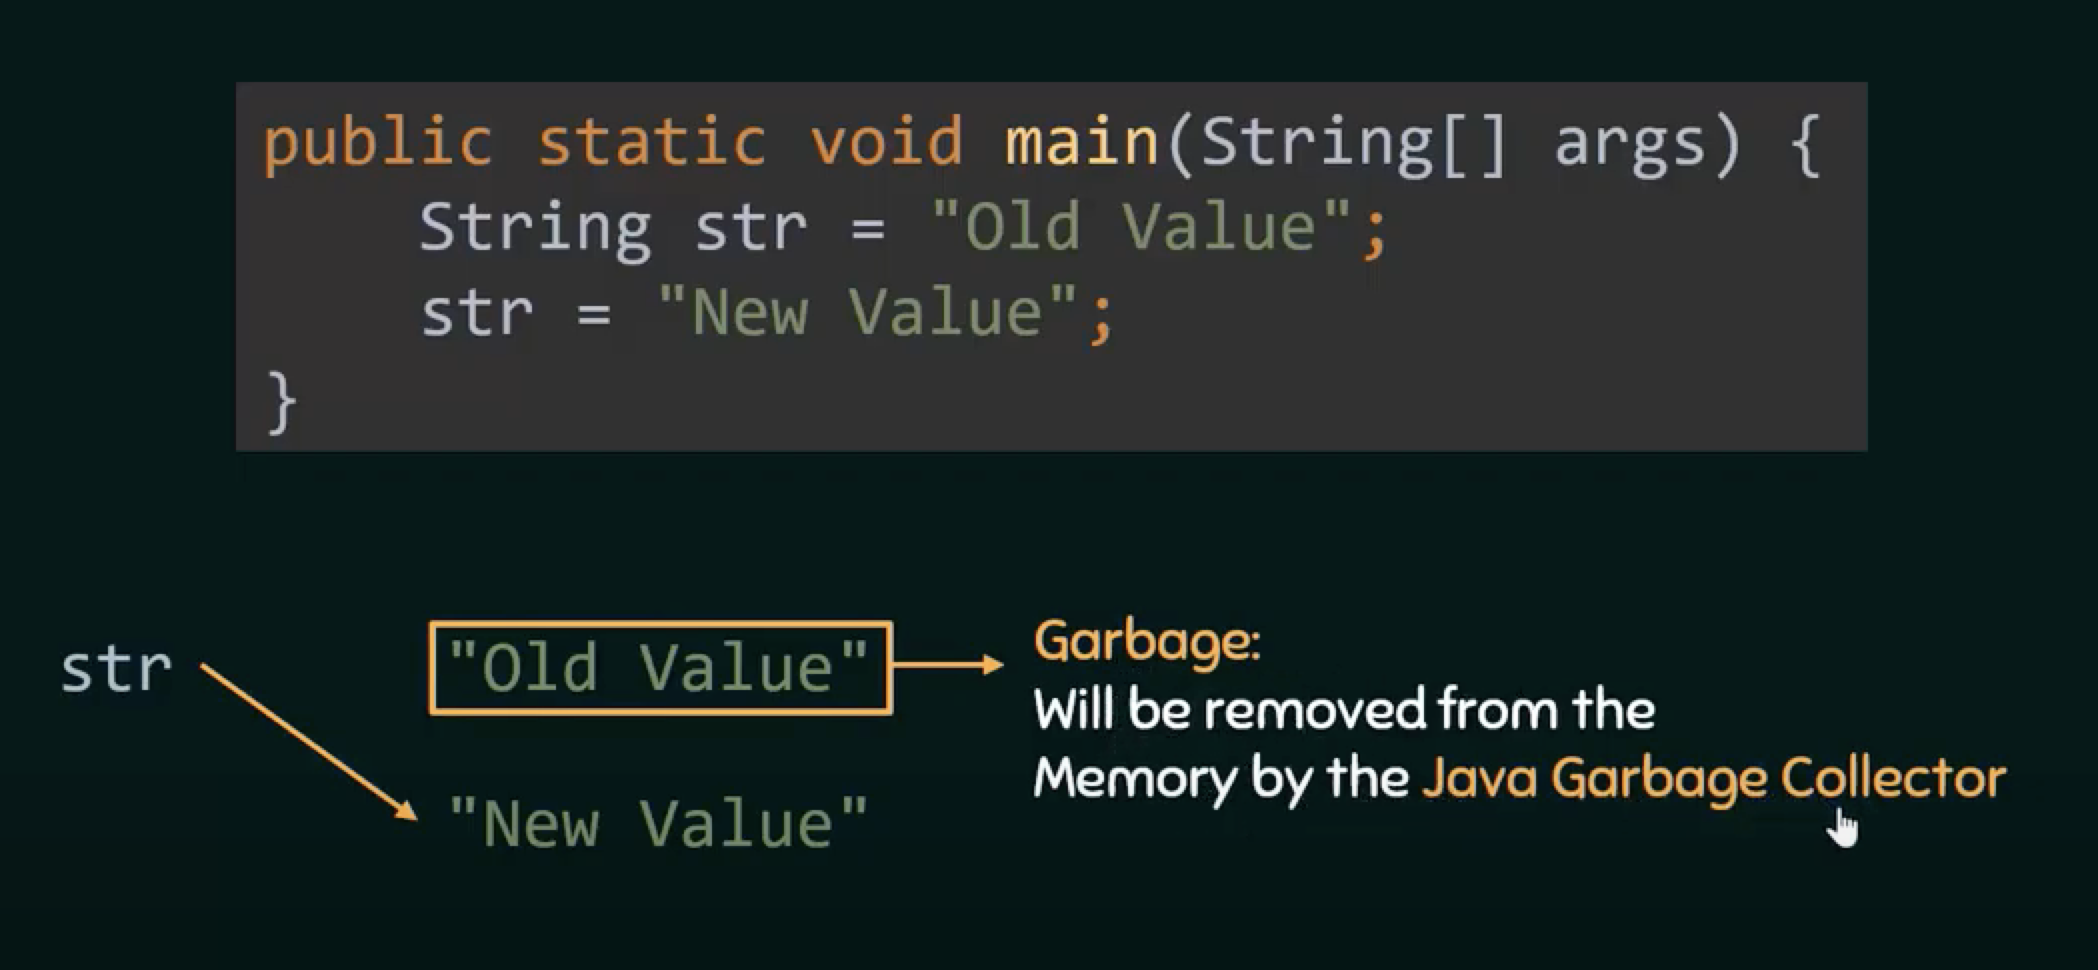 public static void main(String[] args) {
    String str = "Old Value";
    str = "New Value";
}
str
"Old Value"
Garbage:
Will be removed from the
Memory by the Java Garbage Collector
"New Value"